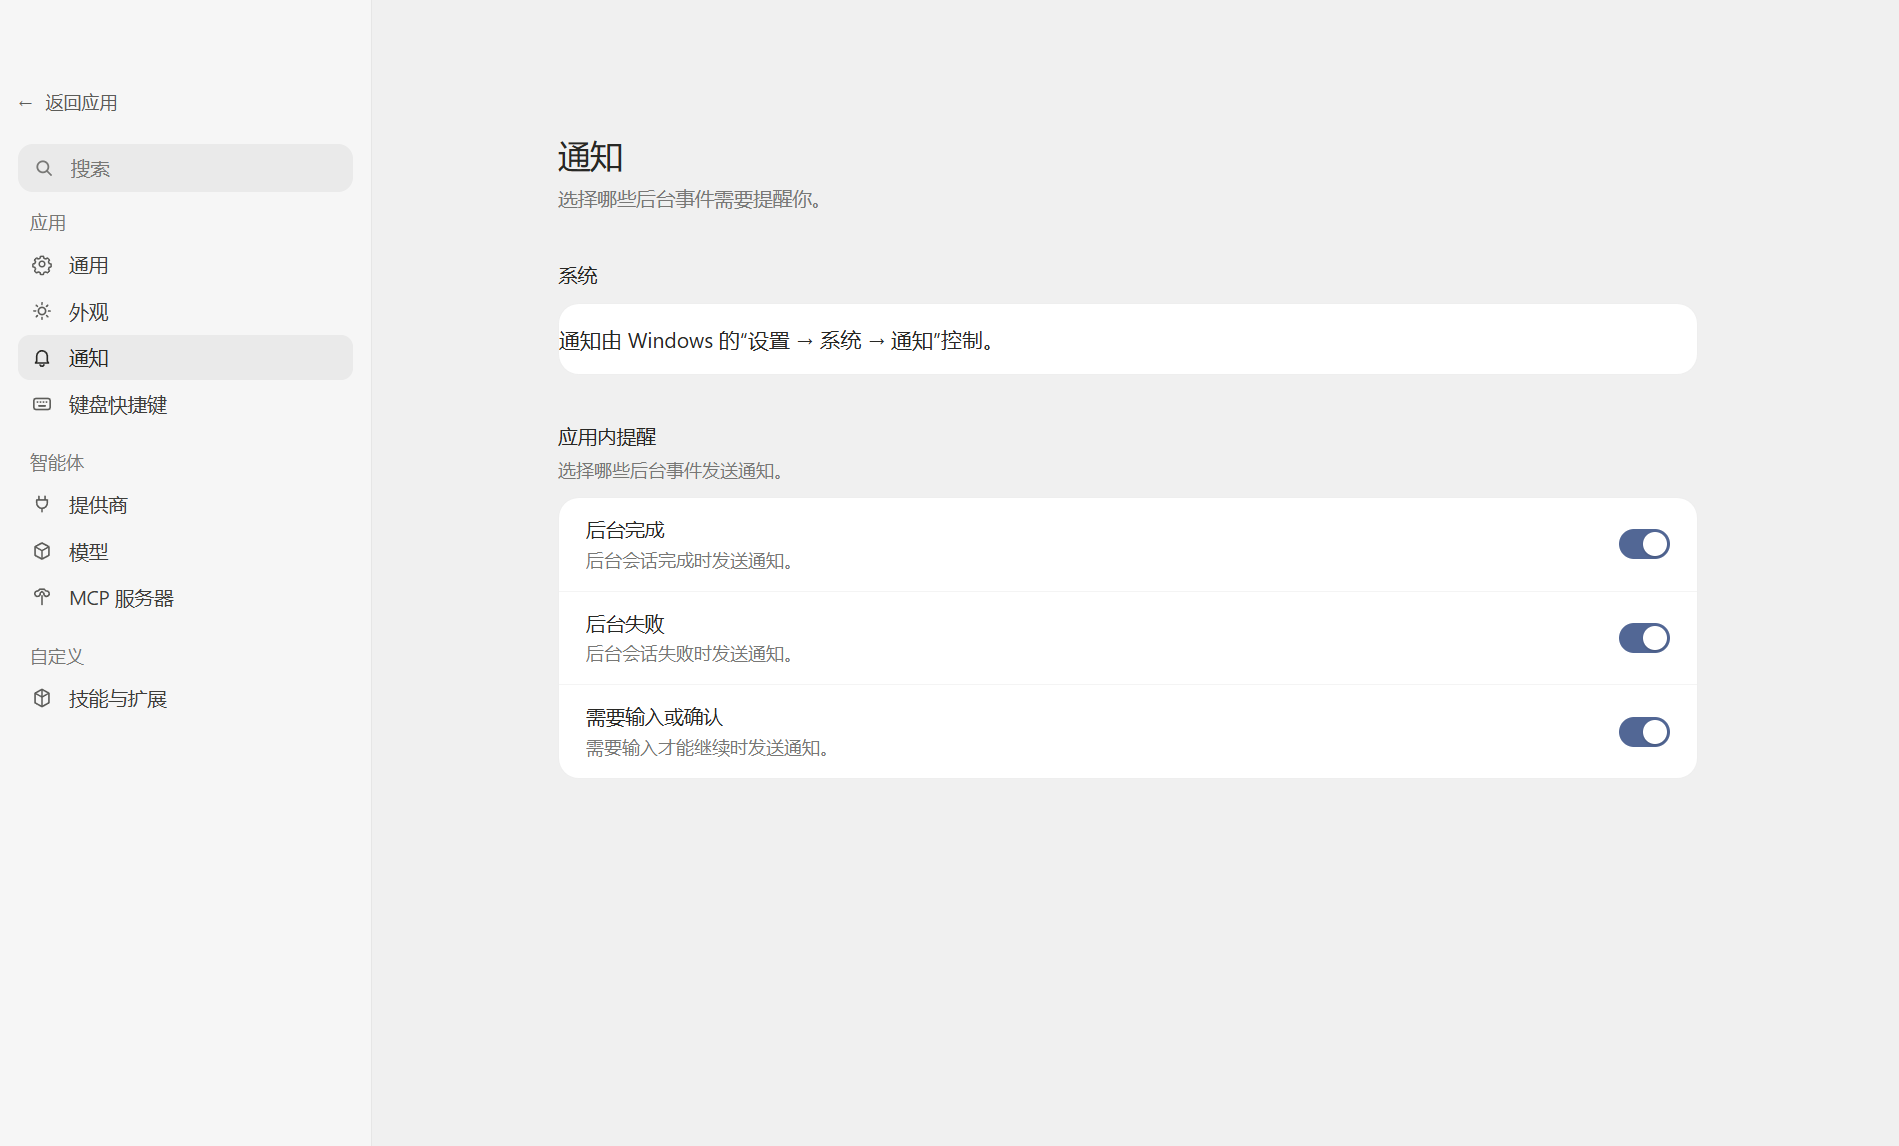 ← 返回应用
搜索
应用
通用
外观
通知
键盘快捷键
智能体
提供商
模型
MCP 服务器
自定义
技能与扩展
通知
选择哪些后台事件需要提醒你。
系统
通知由 Windows 的“设置 → 系统 → 通知”控制。
应用内提醒
选择哪些后台事件发送通知。
后台完成
后台会话完成时发送通知。
后台失败
后台会话失败时发送通知。
需要输入或确认
需要输入才能继续时发送通知。